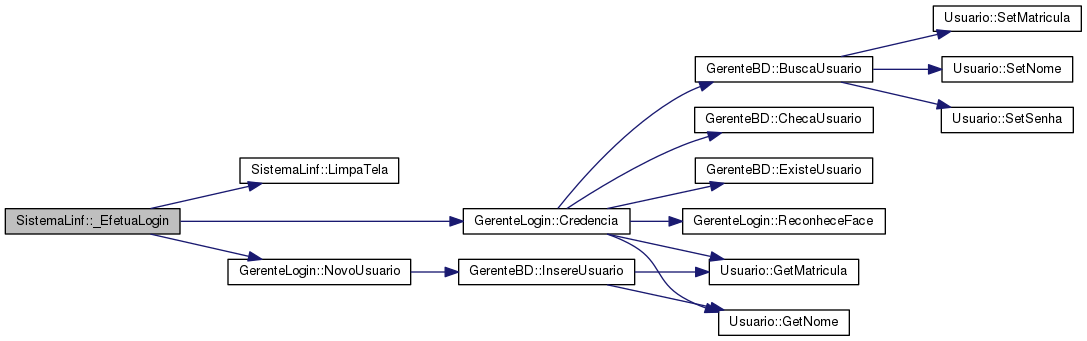 Usuario::SetMatricula
GerenteBD::BuscaUsuario
Usuario::SetNome
Usuario::SetSenha
GerenteBD::ChecaUsuario
SistemaLinf::LimpaTela
GerenteBD::ExisteUsuario
SistemaLinf::_EfetuaLogin
GerenteLogin::Credencia
GerenteLogin::ReconheceFace
GerenteLogin::NovoUsuario
GerenteBD::InsereUsuario
Usuario::GetMatricula
Usuario::GetNome